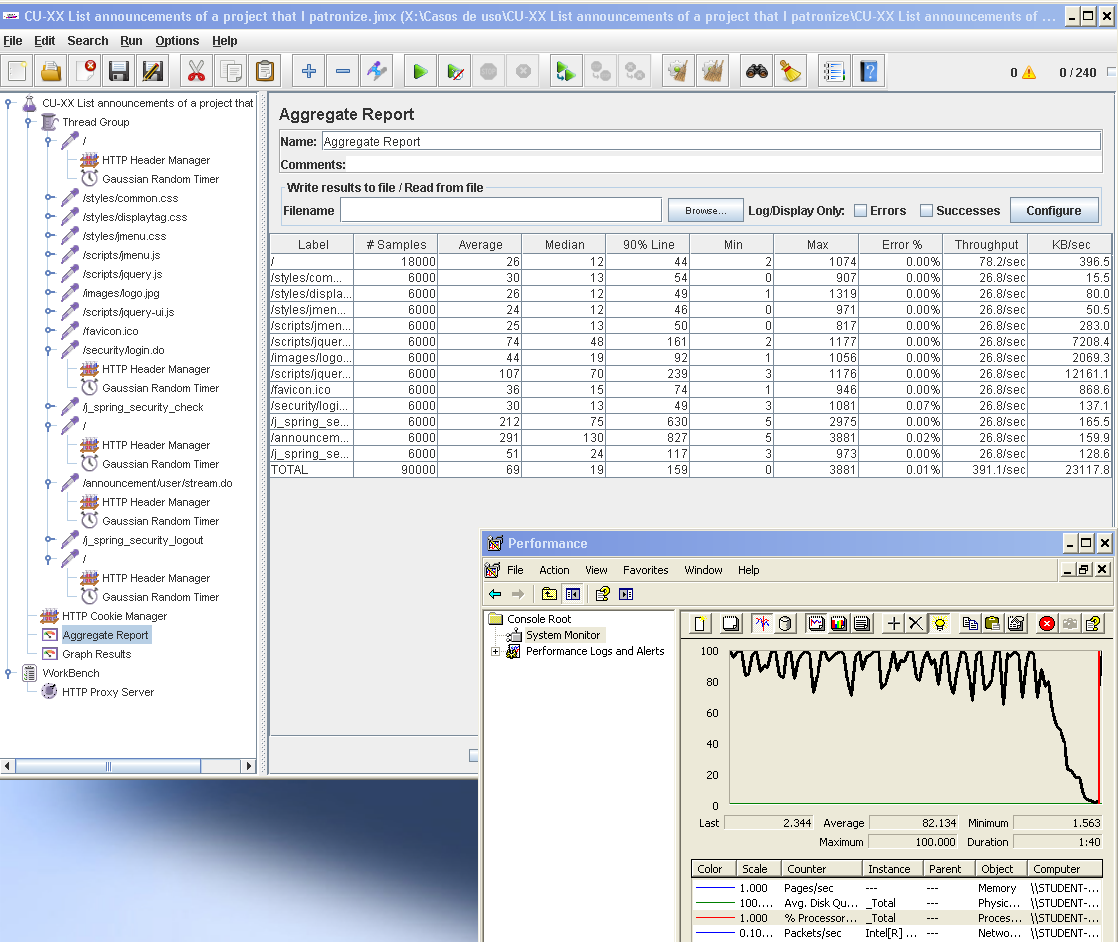 CU-XX List announcements of a project that I patronize.jmx (X:\Casos de uso\CU-XX List announcements of a project that I patronize\CU-XX List announcements of ...
File Edit Search Run Options Help
0 0 / 240
CU-XX List announcements of a project that
Thread Group
/
HTTP Header Manager
Gaussian Random Timer
/styles/common.css
/styles/displaytag.css
/styles/jmenu.css
/scripts/jmenu.js
/scripts/jquery.js
/images/logo.jpg
/scripts/jquery-ui.js
/favicon.ico
/security/login.do
HTTP Header Manager
Gaussian Random Timer
/j_spring_security_check
/
HTTP Header Manager
Gaussian Random Timer
/announcement/user/stream.do
HTTP Header Manager
Gaussian Random Timer
/j_spring_security_logout
/
HTTP Header Manager
Gaussian Random Timer
HTTP Cookie Manager
Aggregate Report
Graph Results
WorkBench
HTTP Proxy Server
Aggregate Report
Name: Aggregate Report
Comments:
Write results to file / Read from file
Filename Browse... Log/Display Only: Errors Successes Configure
Label # Samples Average Median 90% Line Min Max Error % Throughput KB/sec
/ 18000 26 12 44 2 1074 0.00% 78.2/sec 396.5
/styles/com... 6000 30 13 54 0 907 0.00% 26.8/sec 15.5
/styles/displa... 6000 26 12 49 1 1319 0.00% 26.8/sec 80.0
/styles/jmen... 6000 24 12 46 0 971 0.00% 26.8/sec 50.5
/scripts/jmen... 6000 25 13 50 0 817 0.00% 26.8/sec 283.0
/scripts/jquer... 6000 74 48 161 2 1177 0.00% 26.8/sec 7208.4
/images/logo... 6000 44 19 92 1 1056 0.00% 26.8/sec 2069.3
/scripts/jquer... 6000 107 70 239 3 1176 0.00% 26.8/sec 12161.1
/favicon.ico 6000 36 15 74 1 946 0.00% 26.8/sec 868.6
/security/logi... 6000 30 13 49 3 1081 0.07% 26.8/sec 137.1
/j_spring_se... 6000 212 75 630 5 2975 0.00% 26.8/sec 165.5
/announcem... 6000 291 130 827 5 3881 0.02% 26.8/sec 159.9
/j_spring_se... 6000 51 24 117 3 973 0.00% 26.8/sec 128.6
TOTAL 90000 69 19 159 0 3881 0.01% 391.1/sec 23117.8
Performance
File Action View Favorites Window Help
Console Root
System Monitor
Performance Logs and Alerts
100
80
60
40
20
0
Last 2.344 Average 82.134 Minimum 1.563
Maximum 100.000 Duration 1:40
Color Scale Counter Instance Parent Object Computer
1.000 Pages/sec --- --- Memory \\STUDENT-...
100.... Avg. Disk Qu... _Total --- Physic... \\STUDENT-...
1.000 % Processor... _Total --- Proces... \\STUDENT-...
0.10... Packets/sec Intel[R] ... --- Netwo... \\STUDENT-...